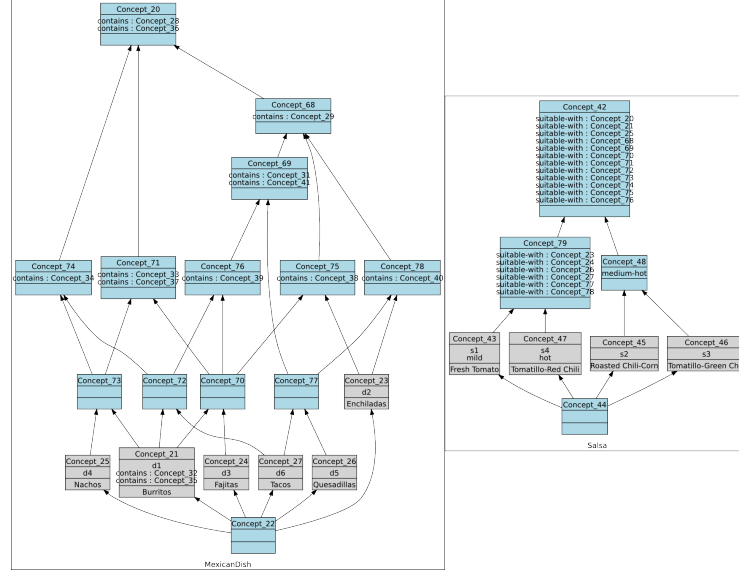 Concept_20
contains : Concept_28
contains : Concept_36
Concept_68
contains : Concept_29
Concept_69
contains : Concept_31
contains : Concept_41
Concept_74
contains : Concept_34
Concept_71
contains : Concept_33
contains : Concept_37
Concept_76
contains : Concept_39
Concept_75
contains : Concept_38
Concept_78
contains : Concept_40
Concept_73
Concept_72
Concept_70
Concept_77
Concept_23
d2
Enchiladas
Concept_25
d4
Nachos
Concept_21
d1
contains : Concept_32
contains : Concept_35
Burritos
Concept_24
d3
Fajitas
Concept_27
d6
Tacos
Concept_26
d5
Quesadillas
Concept_22
MexicanDish
Concept_42
suitable-with : Concept_20
suitable-with : Concept_21
suitable-with : Concept_25
suitable-with : Concept_68
suitable-with : Concept_69
suitable-with : Concept_70
suitable-with : Concept_71
suitable-with : Concept_72
suitable-with : Concept_73
suitable-with : Concept_74
suitable-with : Concept_75
suitable-with : Concept_76
Concept_79
suitable-with : Concept_23
suitable-with : Concept_24
suitable-with : Concept_26
suitable-with : Concept_27
suitable-with : Concept_77
suitable-with : Concept_78
Concept_48
medium-hot
Concept_43
s1
mild
Fresh Tomato
Concept_47
s4
hot
Tomatillo-Red Chili
Concept_45
s2
Roasted Chili-Corn
Concept_46
s3
Tomatillo-Green Ch
Concept_44
Salsa